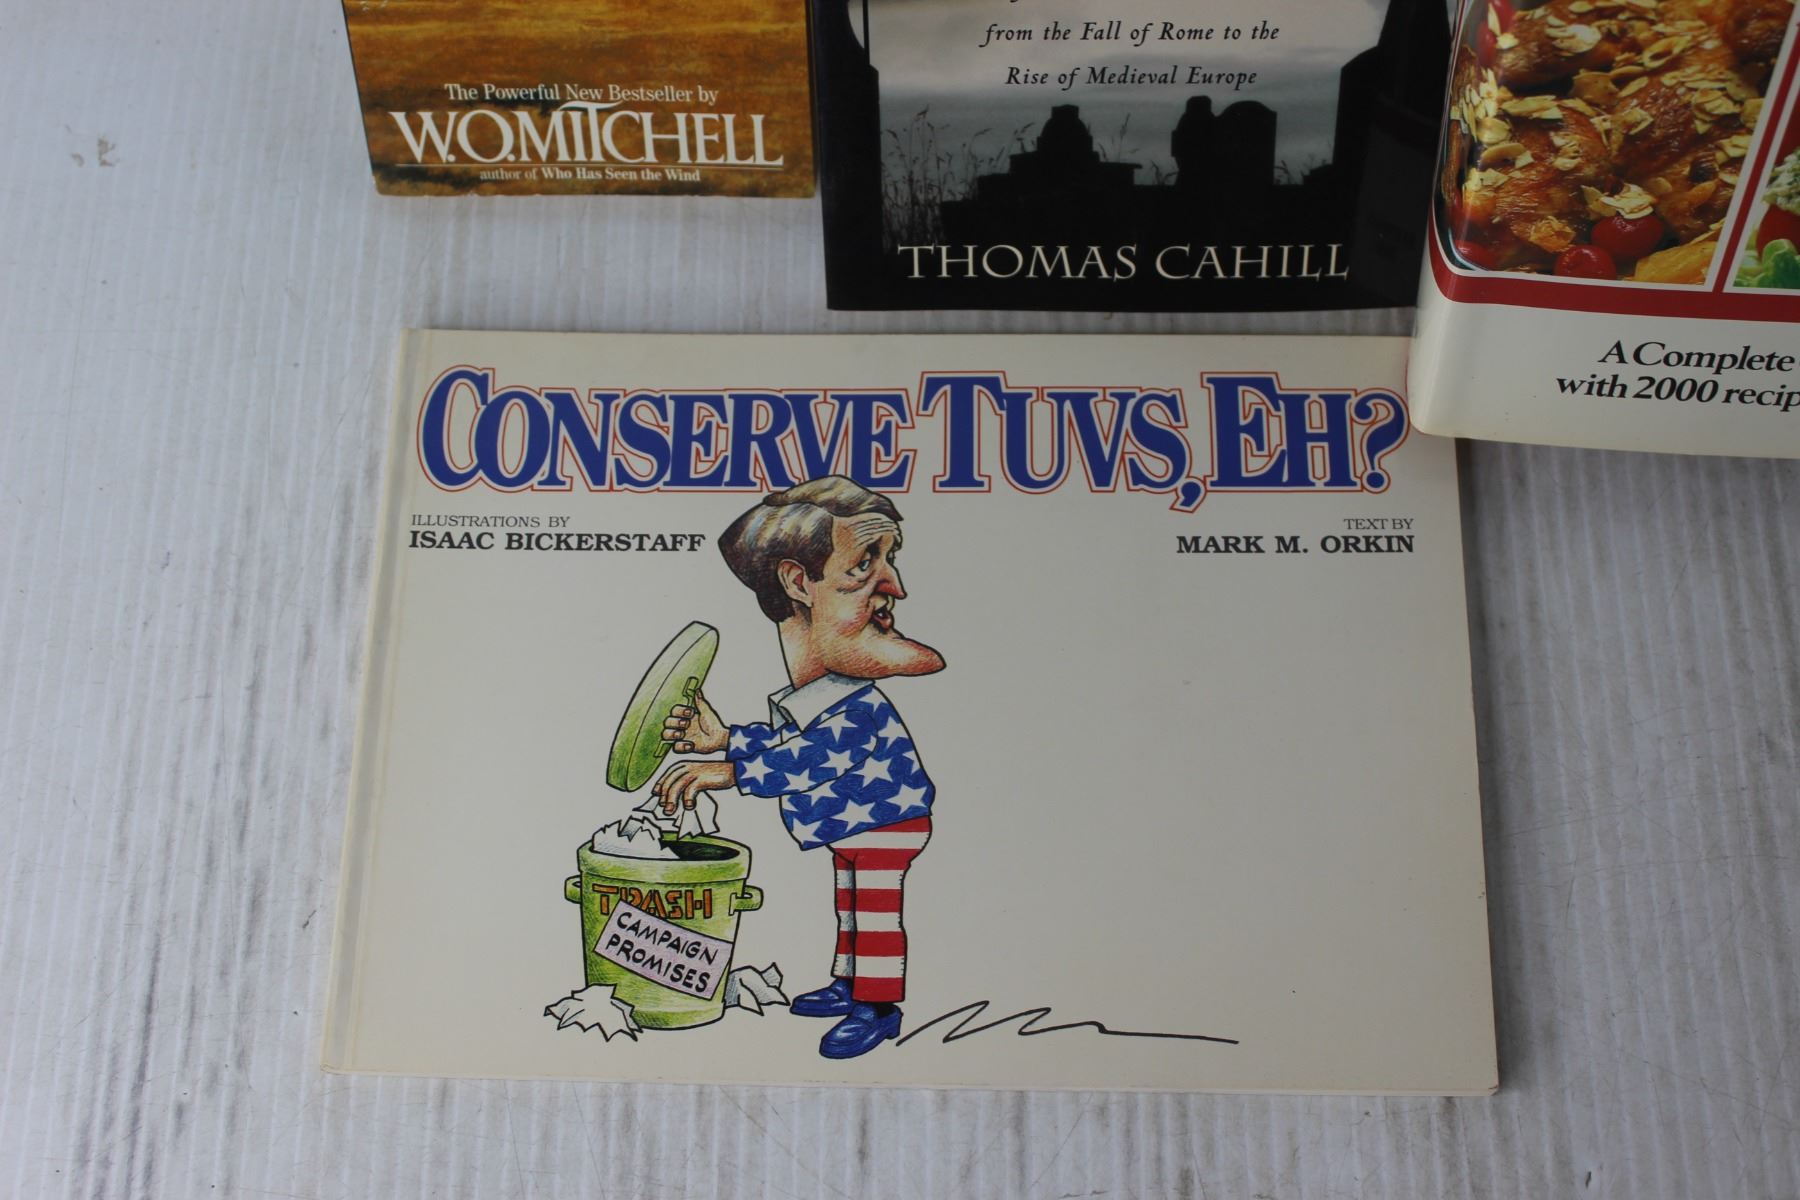 The Powerful New Bestseller by
W.O.MITCHELL
author of Who Has Seen the Wind
from the Fall of Rome to the
Rise of Medieval Europe
THOMAS CAHILL
A Complete
with 2000
CONSERVE TUVS, EH?
ILLUSTRATIONS BY
ISAAC BICKERSTAFF
TEXT BY
MARK M. ORKIN
TRASH
CAMPAIGN
PROMISES